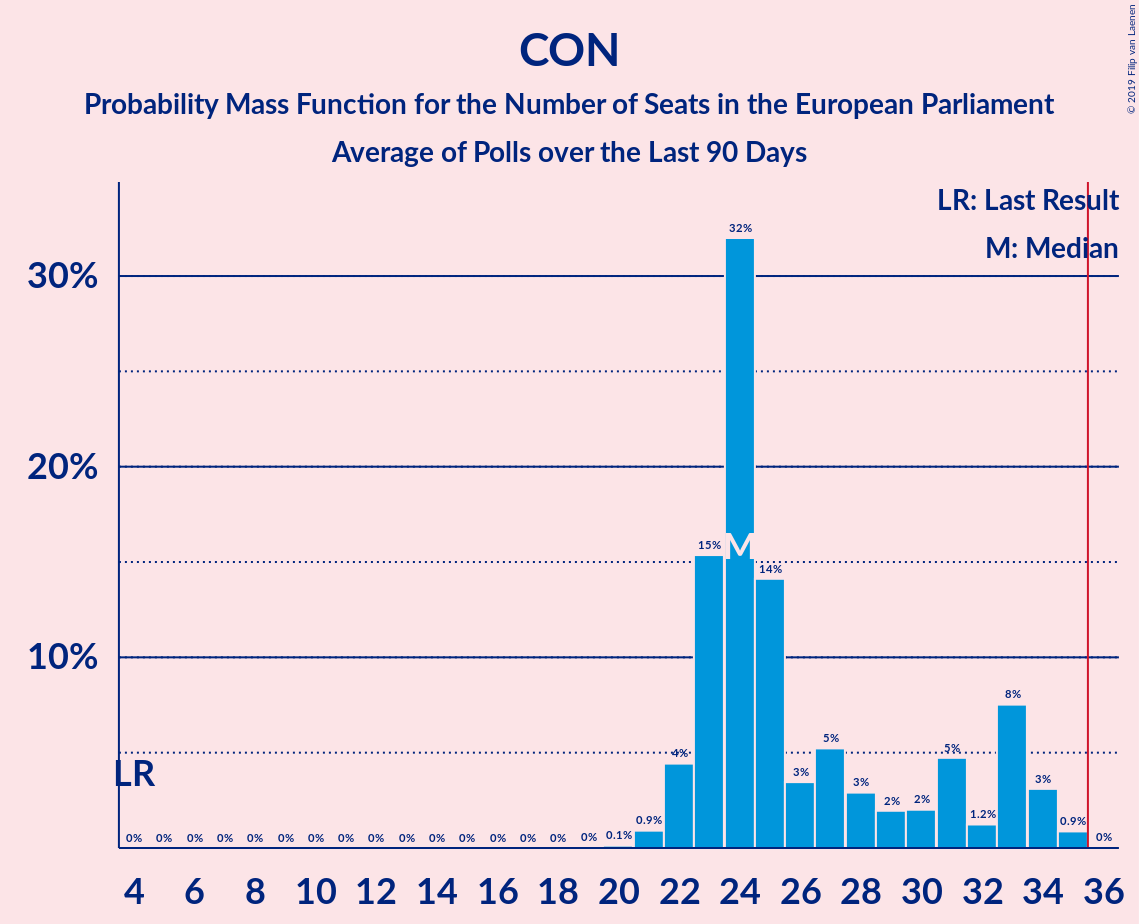 CON
Probability Mass Function for the Number of Seats in the European Parliament
Average of Polls over the Last 90 Days
© 2019 Filip van Laenen
LR: Last Result
M: Median
30%
20%
10%
LR
M
0% 0% 0% 0% 0% 0% 0% 0% 0% 0% 0% 0% 0% 0% 0% 0% 0.1% 0.9% 4% 15% 32% 14% 3% 5% 3% 2% 2% 5% 1.2% 8% 3% 0.9% 0%
4 6 8 10 12 14 16 18 20 22 24 26 28 30 32 34 36